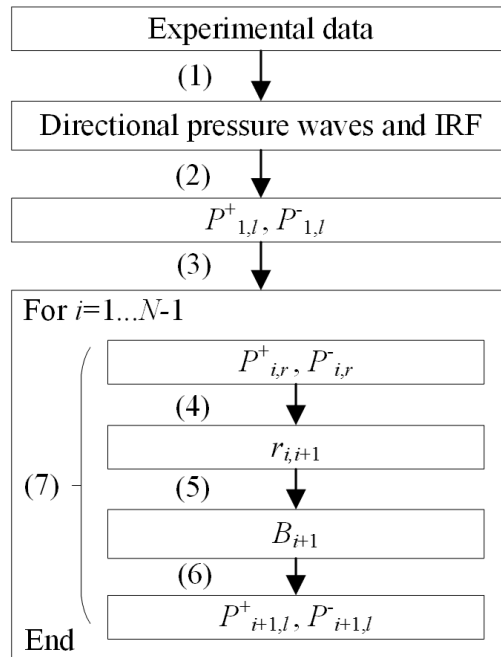 Experimental data
(1)
Directional pressure waves and IRF
(2)
P⁺₁,ₗ, P⁻₁,ₗ
(3)
For i=1...N-1
P⁺ᵢ,ᵣ, P⁻ᵢ,ᵣ
(4)
rᵢ,ᵢ₊₁
(7)
(5)
Bᵢ₊₁
(6)
P⁺ᵢ₊₁,ₗ, P⁻ᵢ₊₁,ₗ
End